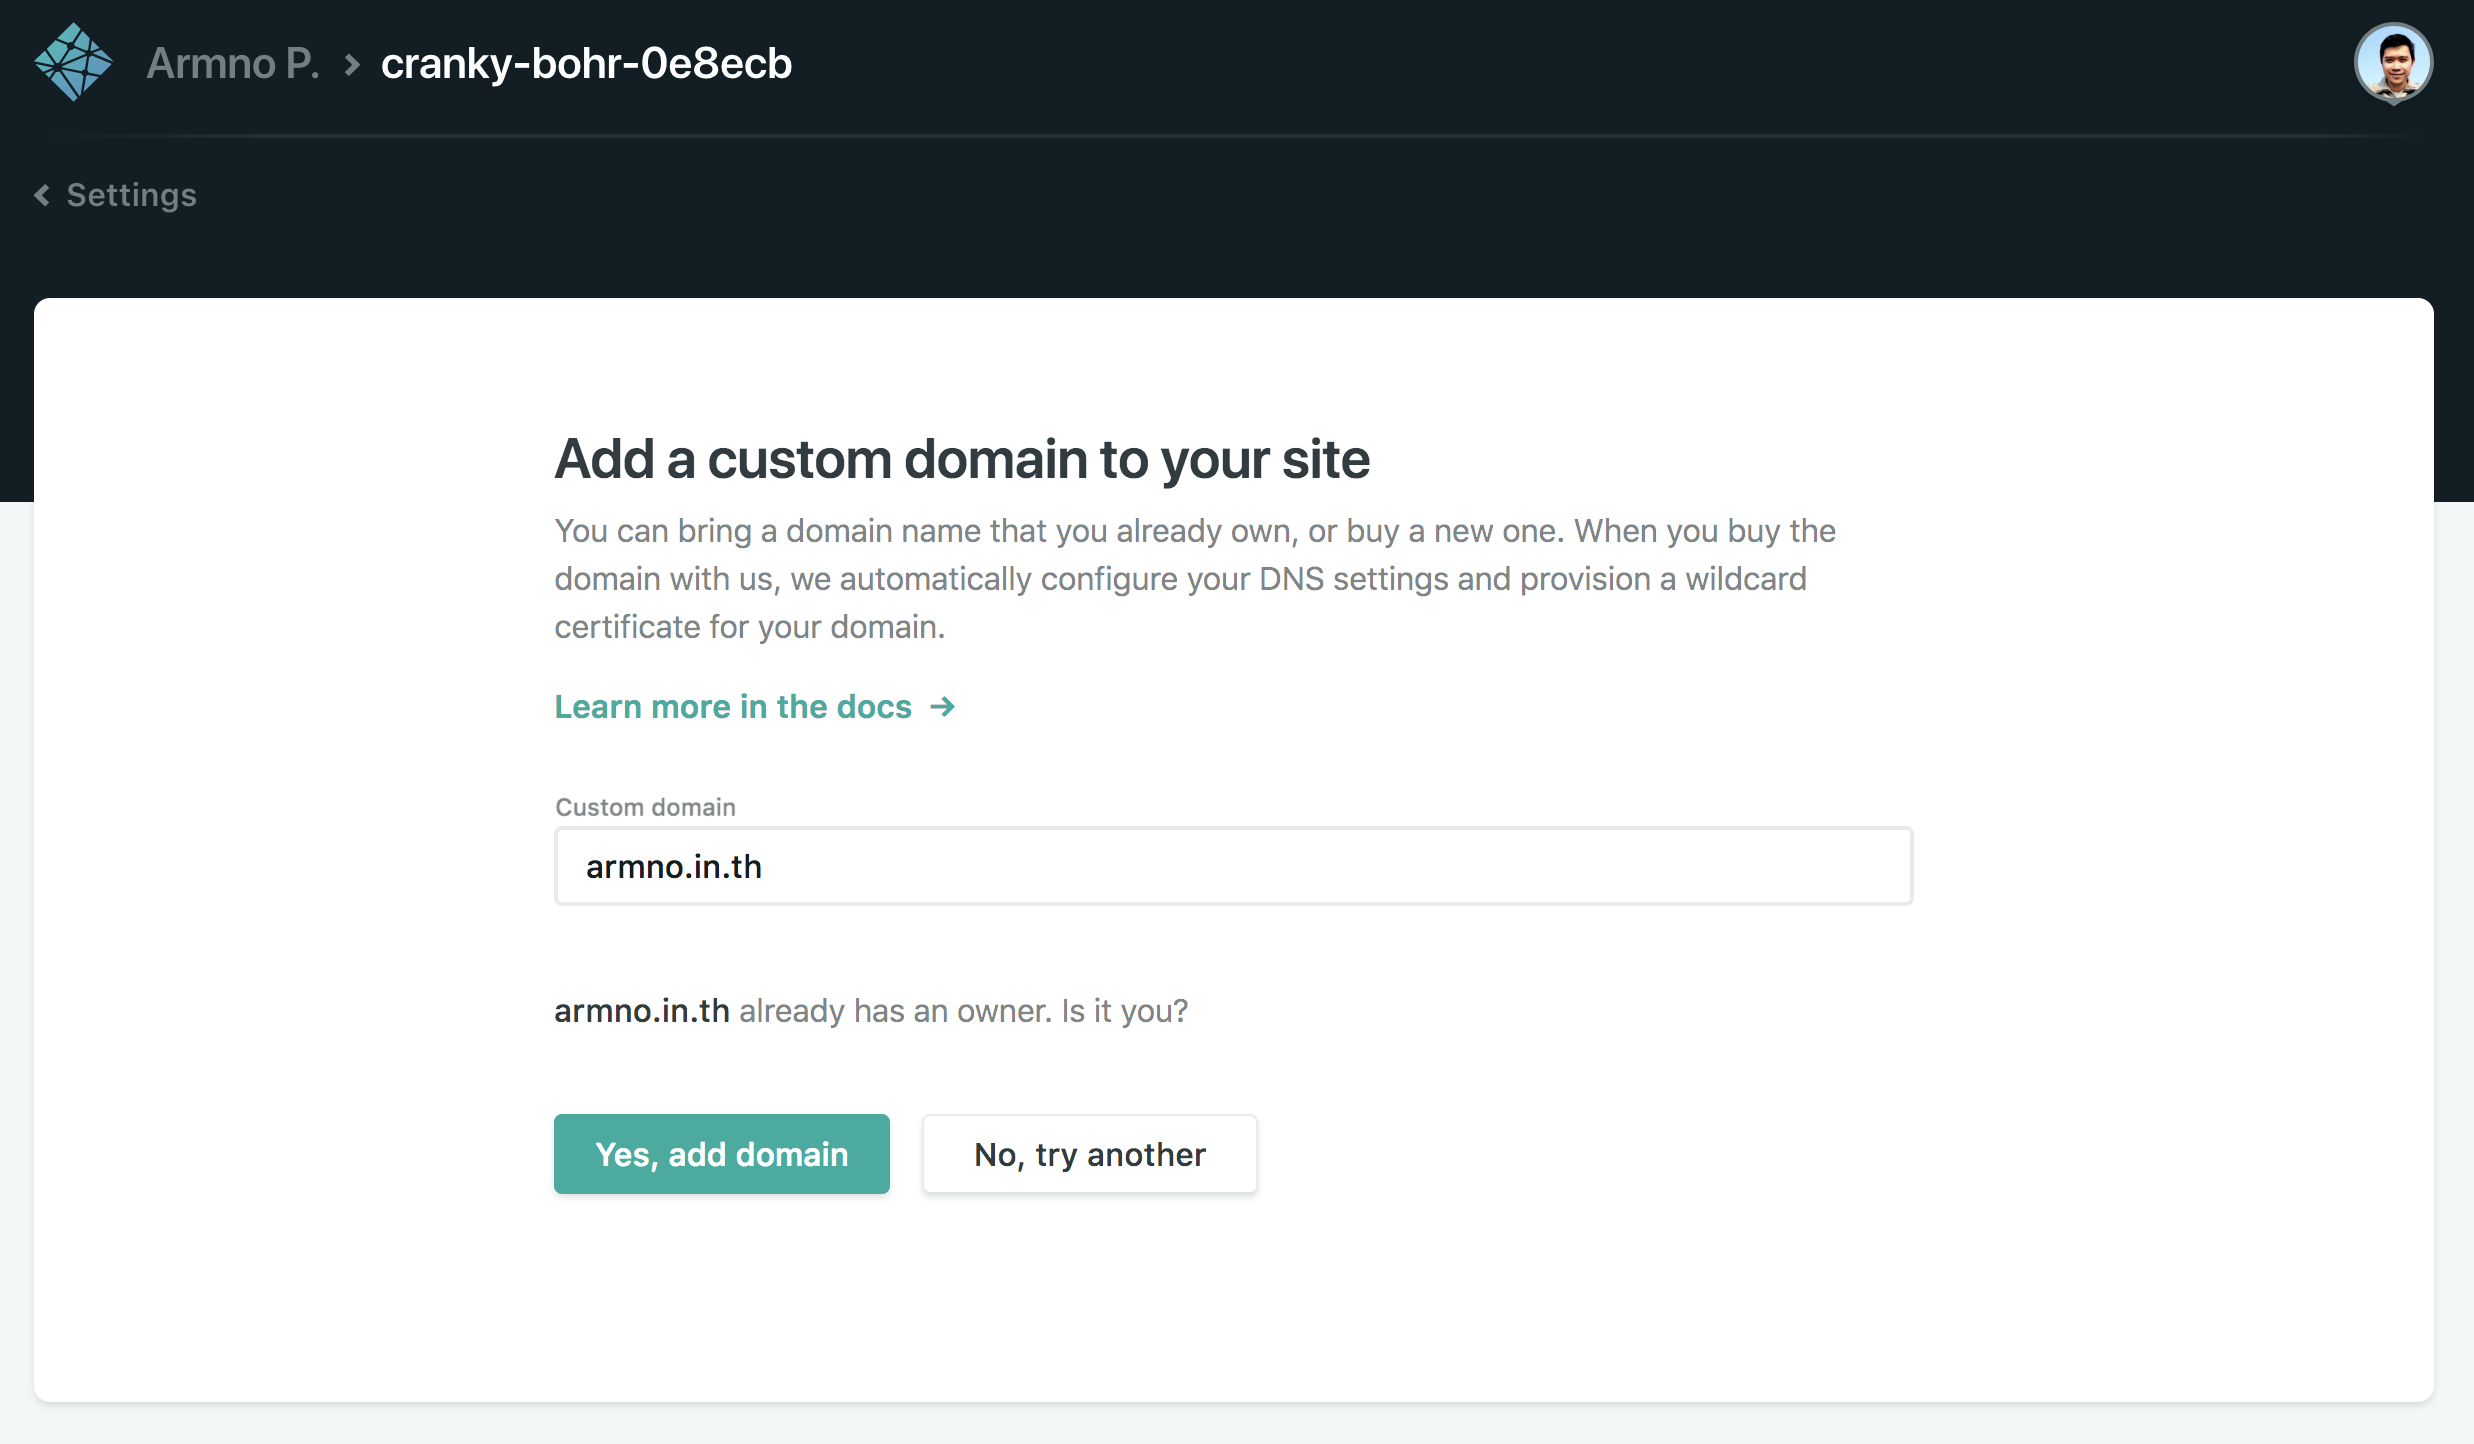 Armno P. > cranky-bohr-0e8ecb
Settings
Add a custom domain to your site
You can bring a domain name that you already own, or buy a new one. When you buy the
domain with us, we automatically configure your DNS settings and provision a wildcard
certificate for your domain.
Learn more in the docs →
Custom domain
armno.in.th
armno.in.th already has an owner. Is it you?
Yes, add domain
No, try another